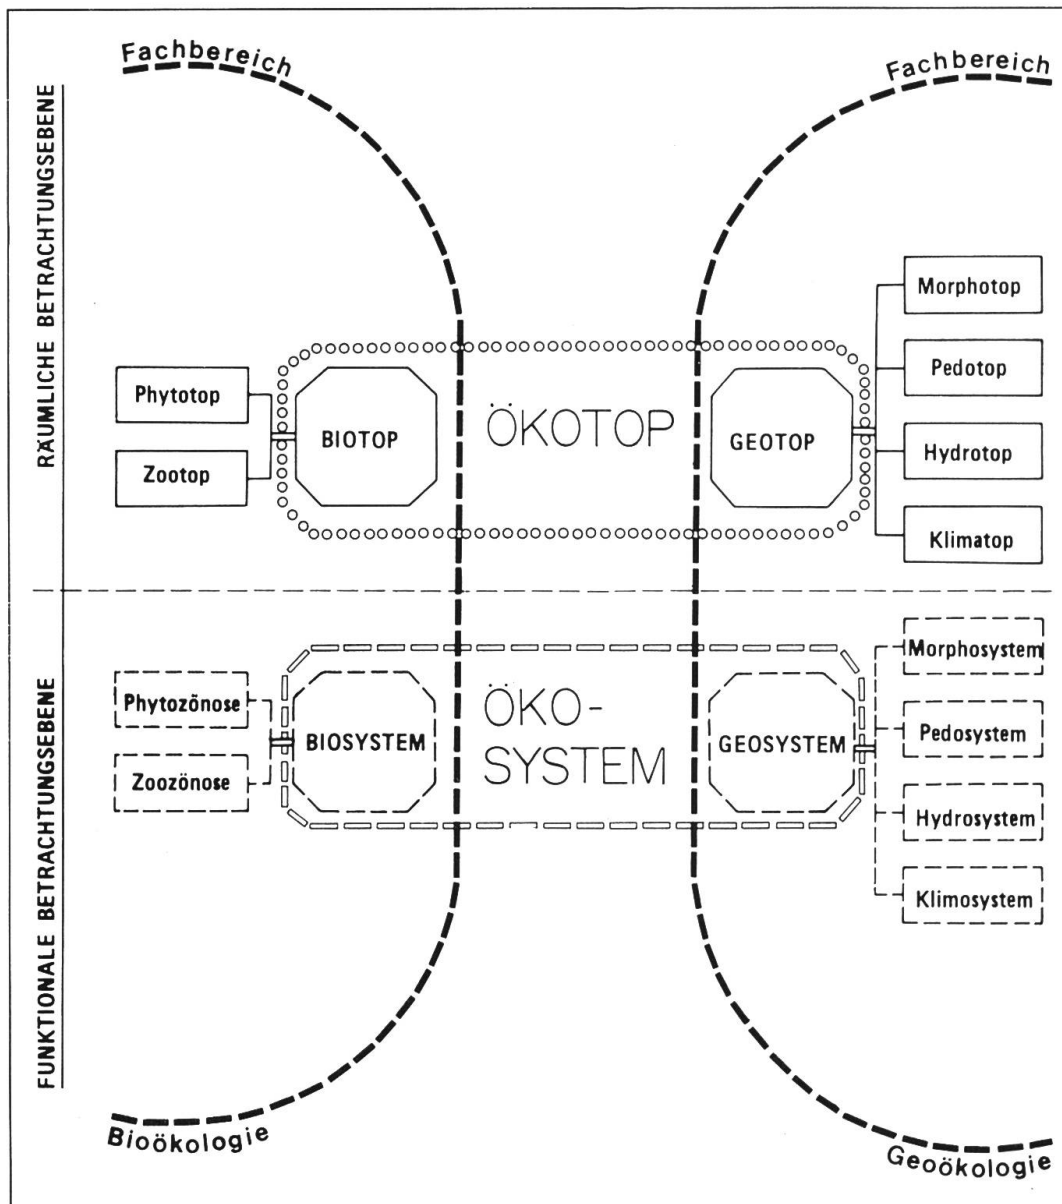 Fachbereich
Fachbereich
RÄUMLICHE BETRACHTUNGSEBENE
Morphotop
Pedotop
Phytotop
BIOTOP
ÖKOTOP
GEOTOP
Zootop
Hydrotop
Klimatop
FUNKTIONALE BETRACHTUNGSEBENE
Morphosystem
Phytozönose
ÖKO-
Pedosystem
BIOSYSTEM
SYSTEM
GEOSYSTEM
Zoozönose
Hydrosystem
Klimosystem
Bioökologie
Geoökologie